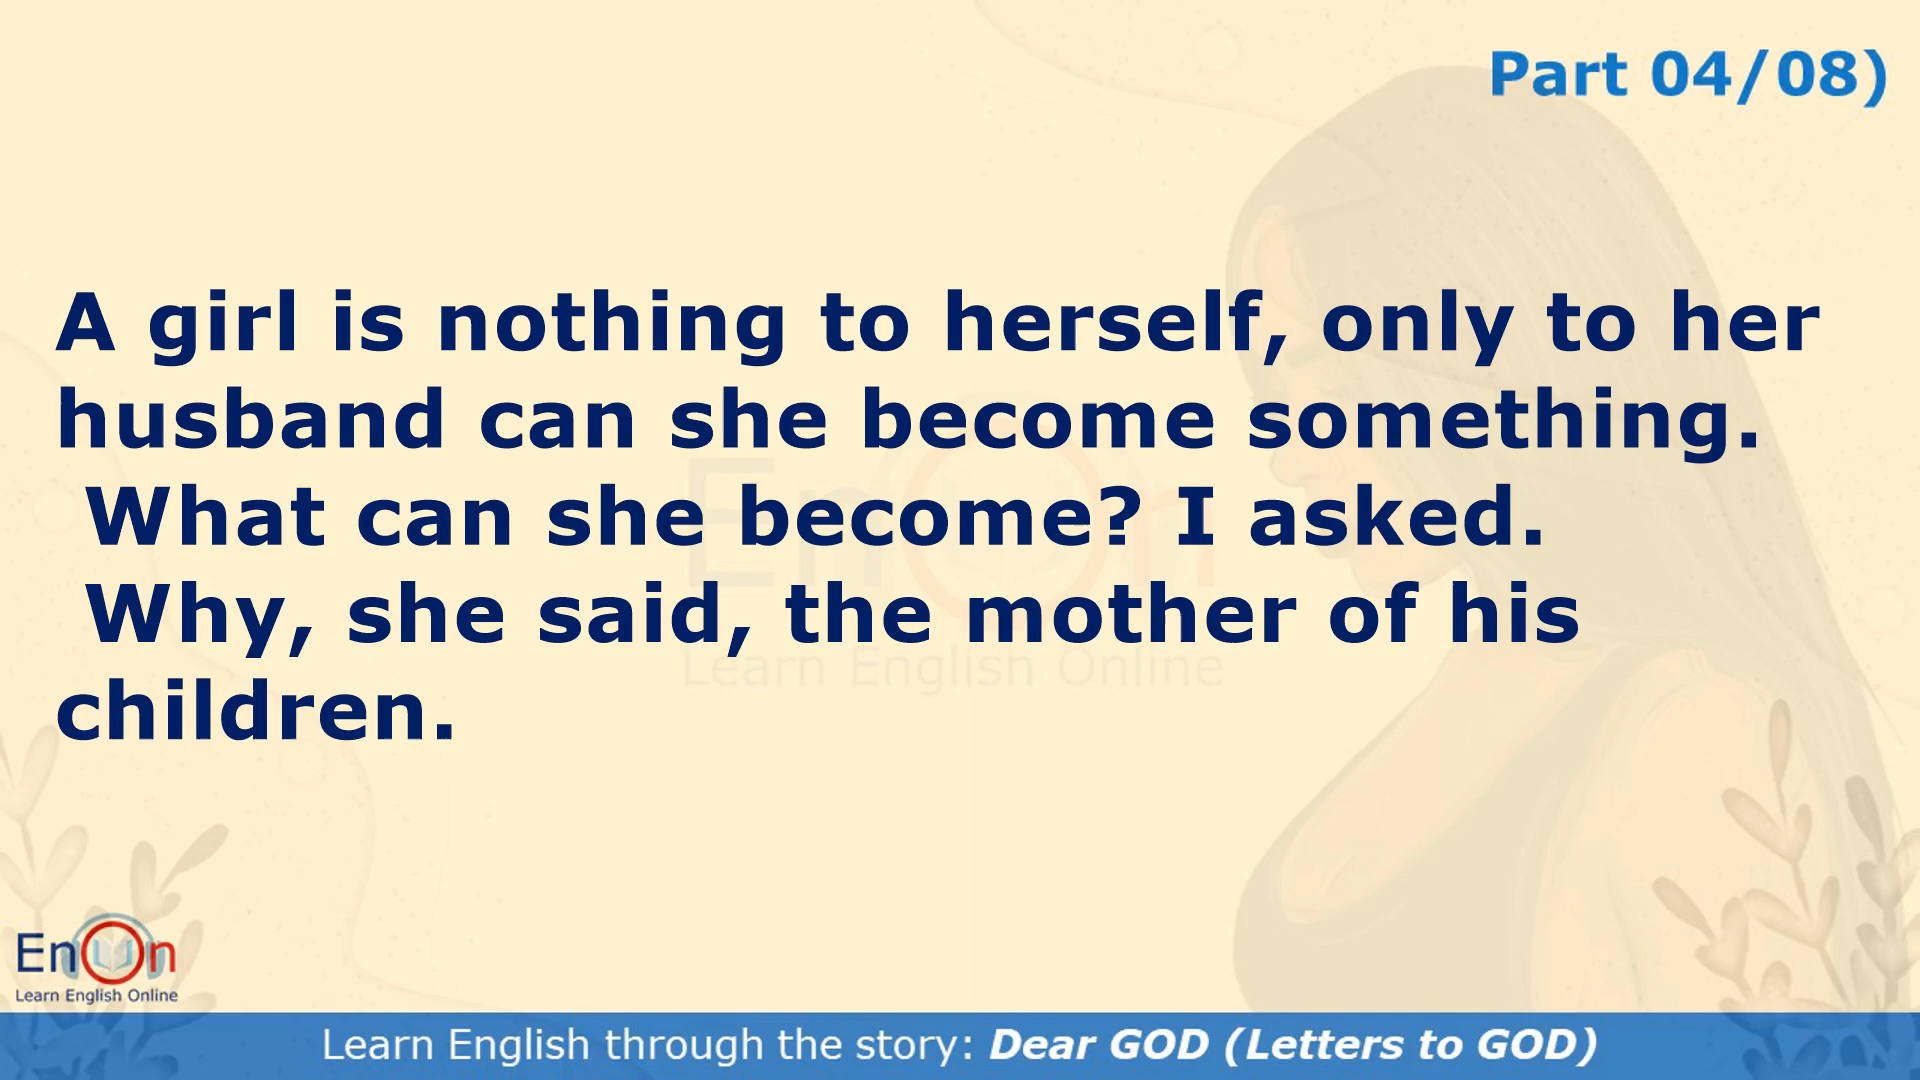 Part 04/08)
A girl is nothing to herself, only to her
husband can she become something.
What can she become? I asked.
Why, she said, the mother of his
children.
EnOn
Learn English Online
EnOn
Learn English Online
Learn English through the story: Dear GOD (Letters to GOD)